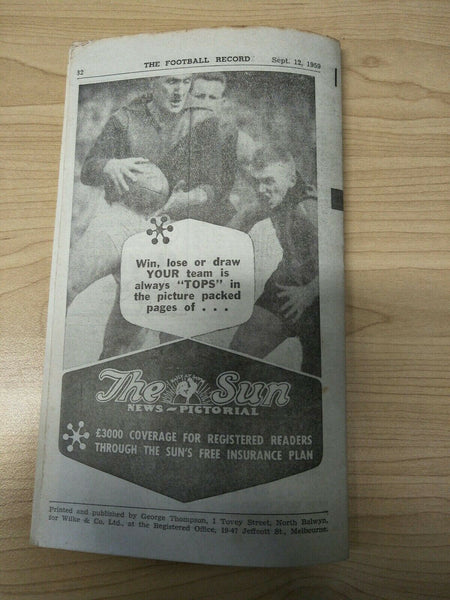 32 THE FOOTBALL RECORD Sept. 12, 1959
Win, lose or draw
YOUR team is
always "TOPS" in
the picture packed
pages of . . .
The Sun
NEWS - PICTORIAL
£3000 COVERAGE FOR REGISTERED READERS
THROUGH THE SUN'S FREE INSURANCE PLAN
Printed and published by George Thompson, 1 Tovey Street, North Balwyn,
for Wilke & Co. Ltd., at the Registered Office, 19-47 Jeffcott St., Melbourne.